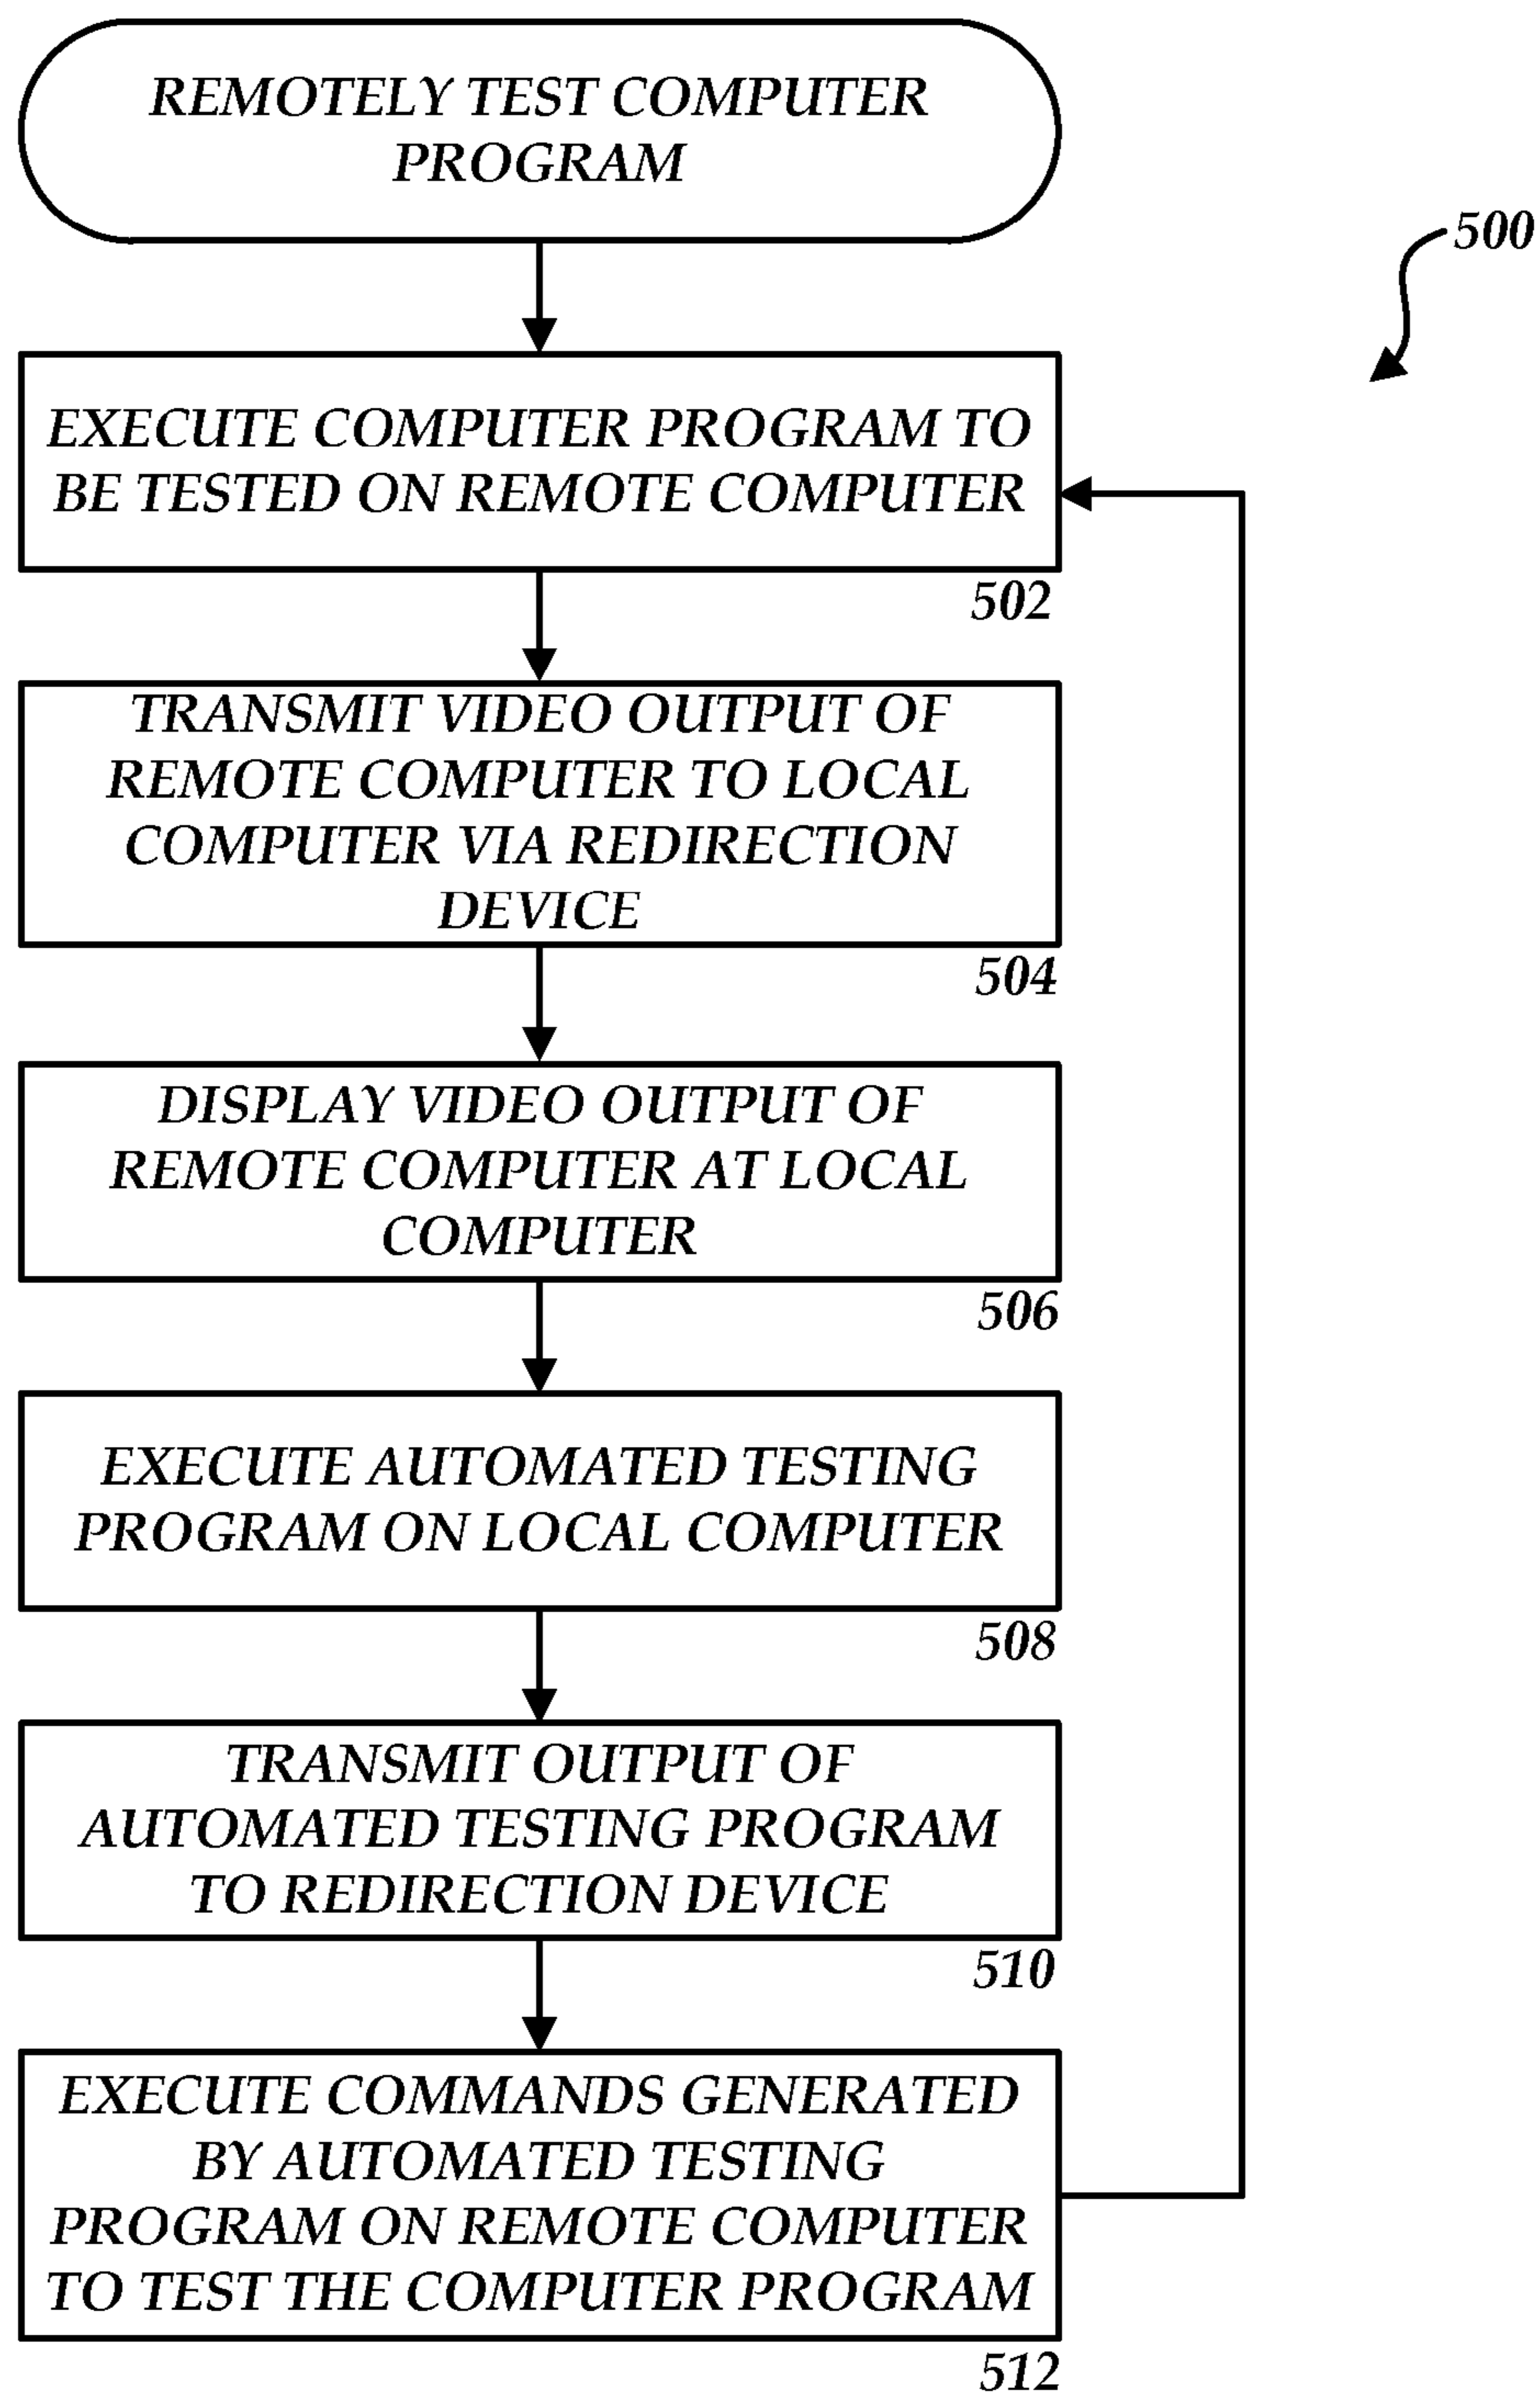 REMOTELY TEST COMPUTER
PROGRAM
500
EXECUTE COMPUTER PROGRAM TO
BE TESTED ON REMOTE COMPUTER
502
TRANSMIT VIDEO OUTPUT OF
REMOTE COMPUTER TO LOCAL
COMPUTER VIA REDIRECTION
DEVICE
504
DISPLAY VIDEO OUTPUT OF
REMOTE COMPUTER AT LOCAL
COMPUTER
506
EXECUTE AUTOMATED TESTING
PROGRAM ON LOCAL COMPUTER
508
TRANSMIT OUTPUT OF
AUTOMATED TESTING PROGRAM
TO REDIRECTION DEVICE
510
EXECUTE COMMANDS GENERATED
BY AUTOMATED TESTING
PROGRAM ON REMOTE COMPUTER
TO TEST THE COMPUTER PROGRAM
512